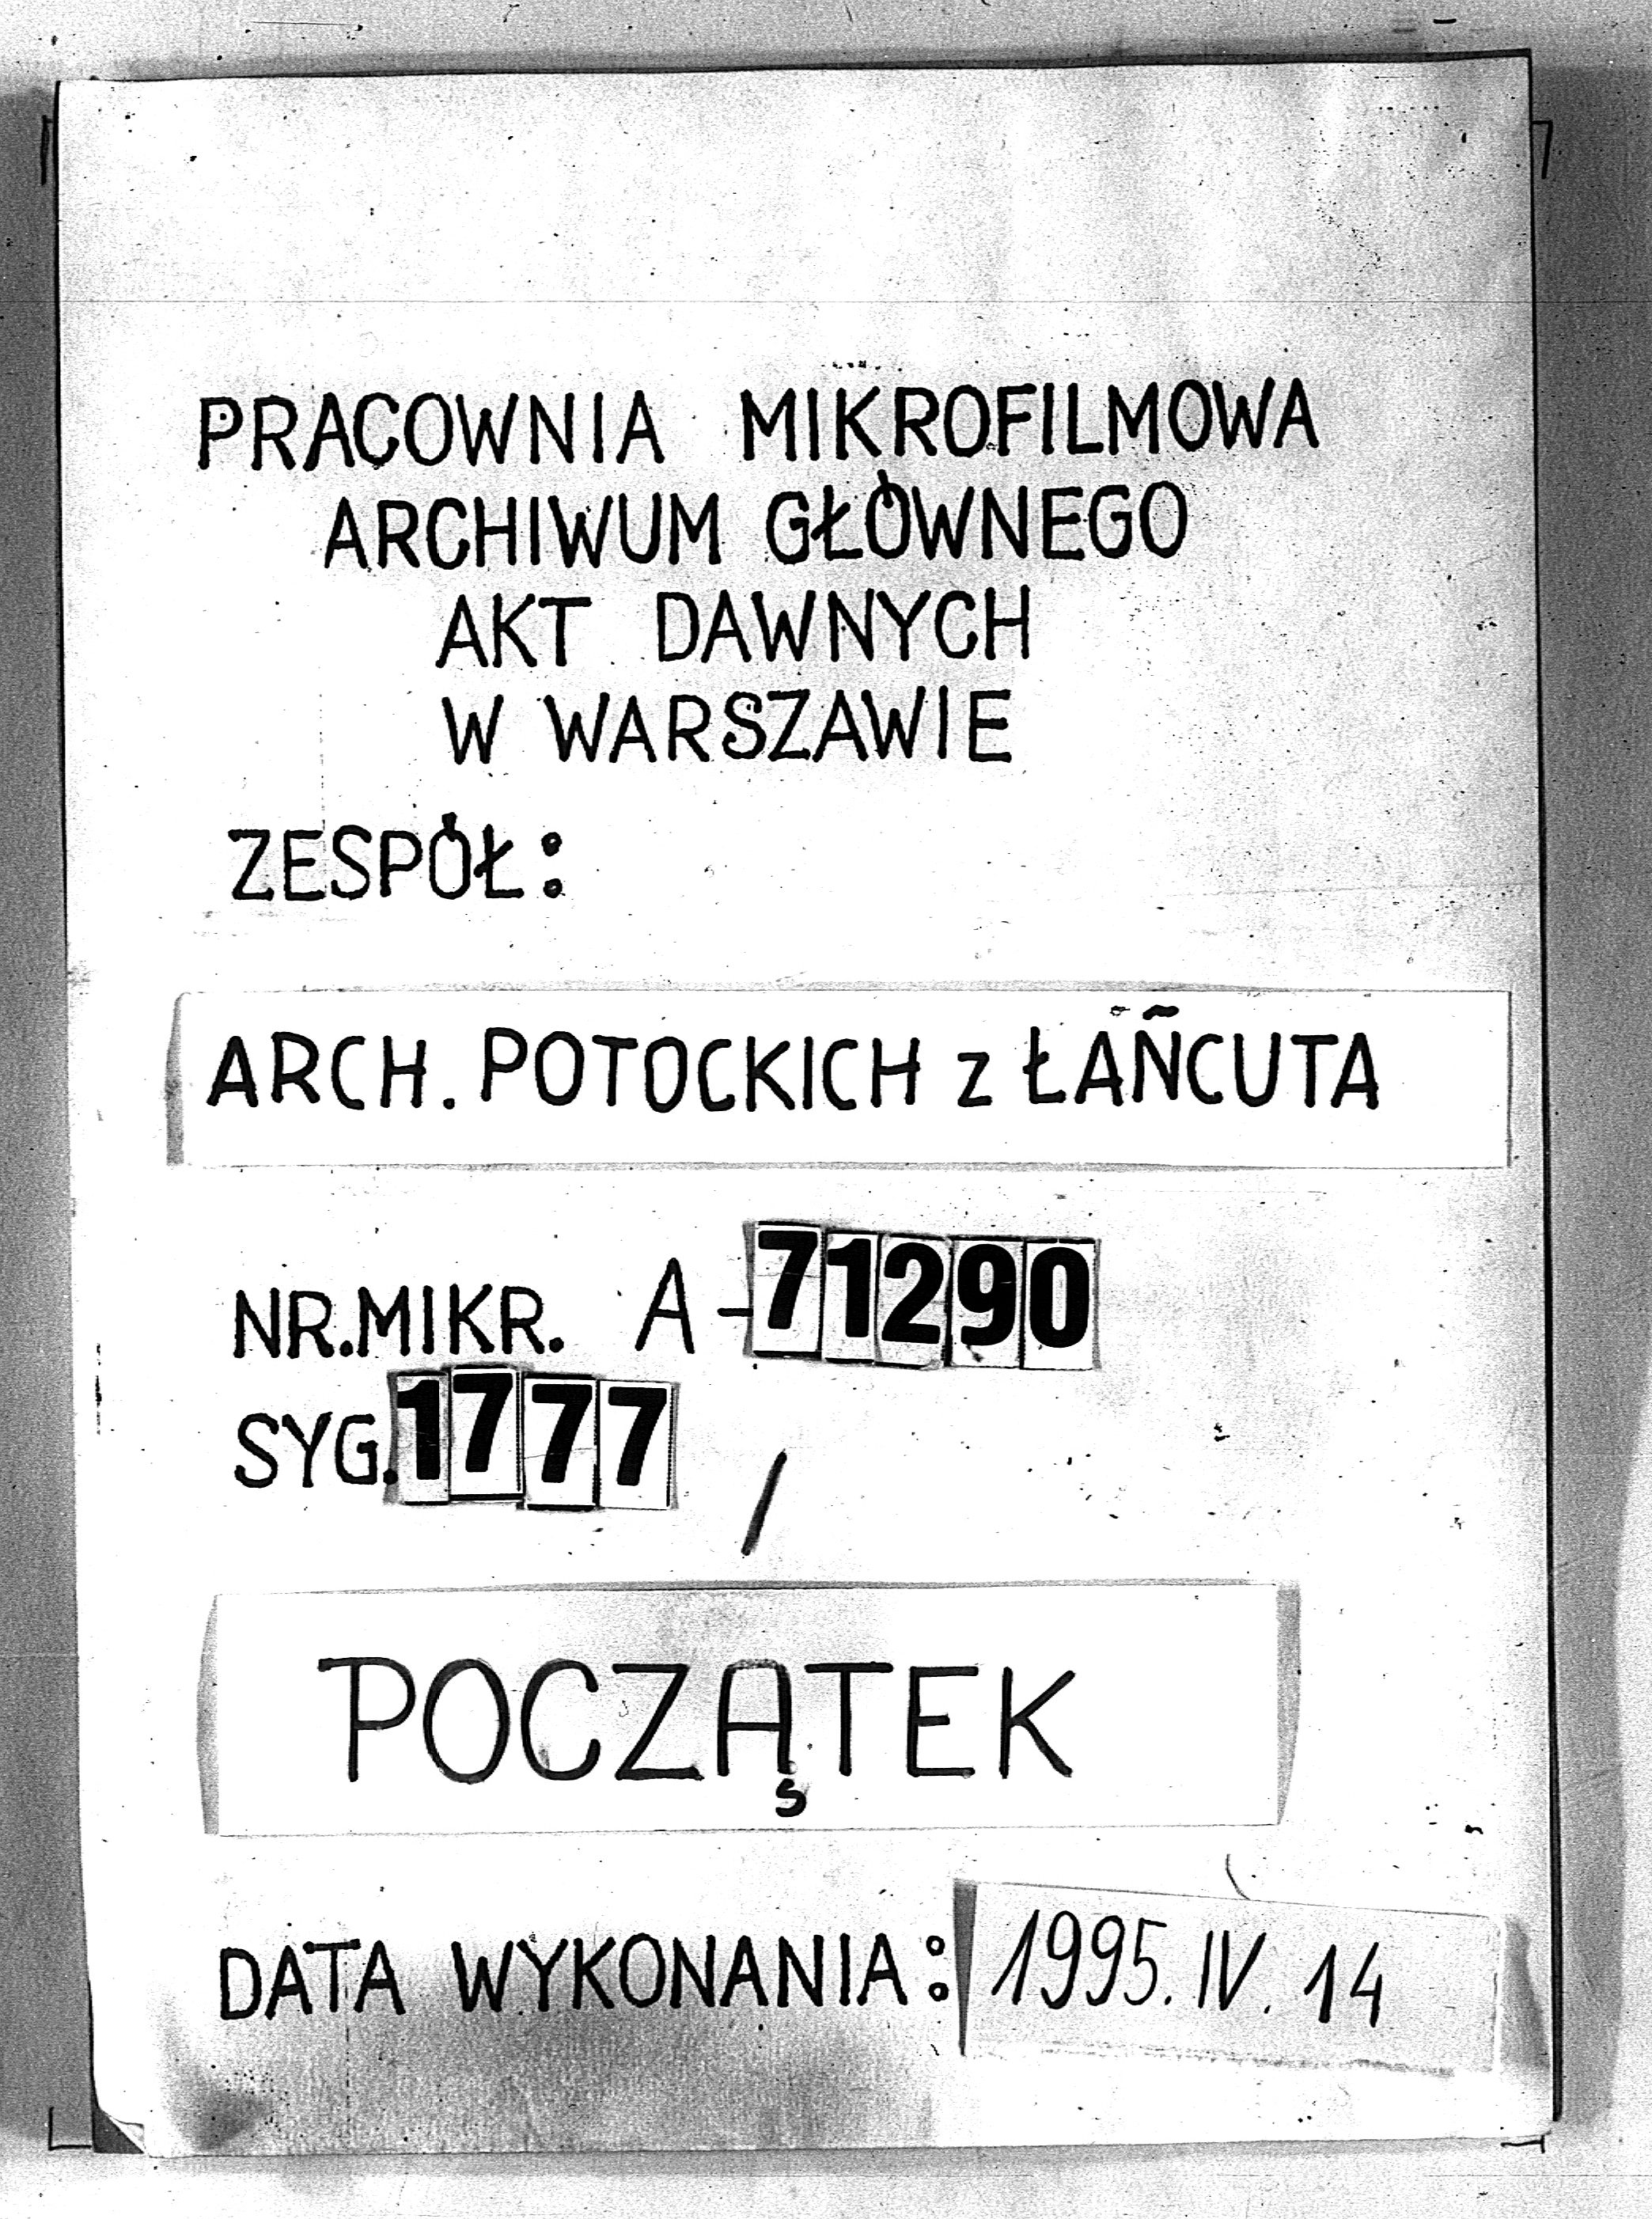 PRACOWNIA MIKROFILMOWA
ARCHIWUM GŁÓWNEGO
AKT DAWNYCH
W WARSZAWIE
ZESPÓŁ:
ARCH. POTOCKICH z ŁAŃCUTA
NR.MIKR. A-71290
SYG.1777 /
POCZĄTEK
DATA WYKONANIA: 1995.IV.14